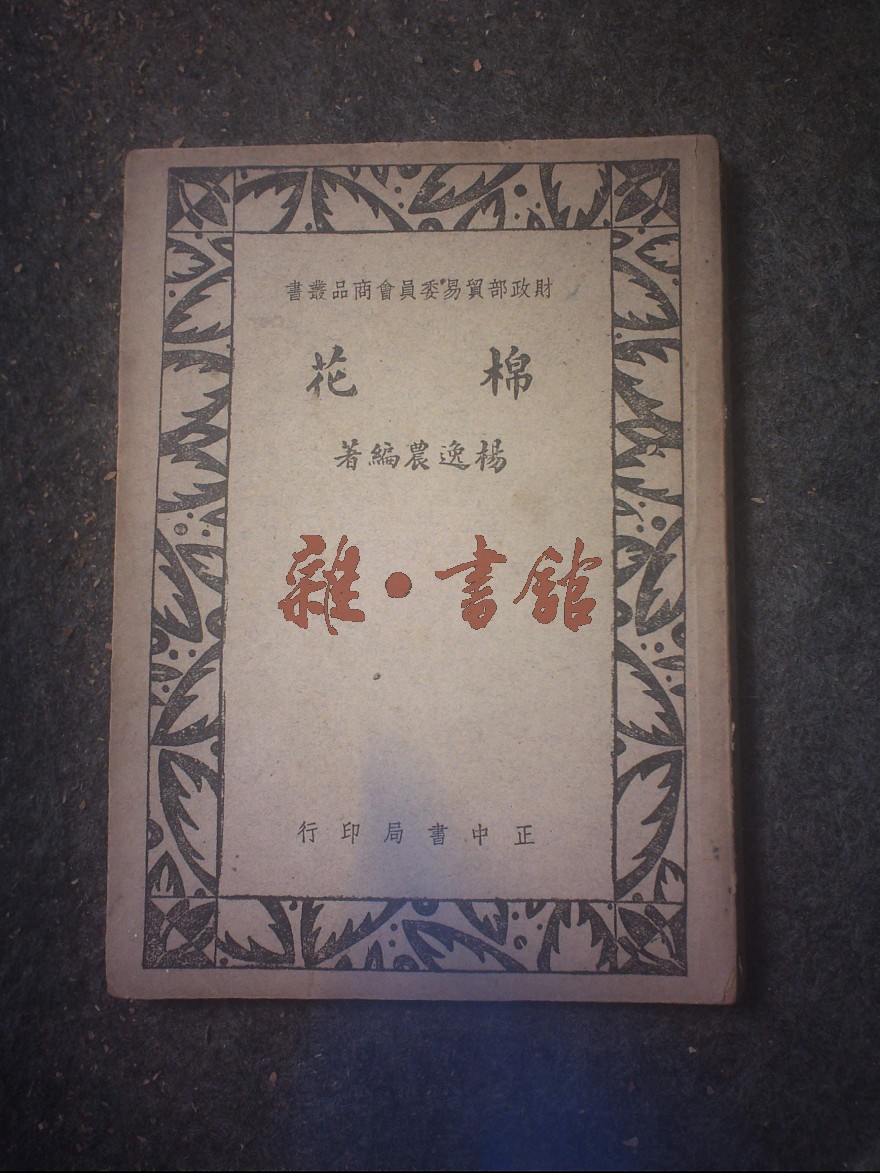 財政部貿易委員會商品叢書
棉花
楊逸農編著
雜·書館
正中書局印行